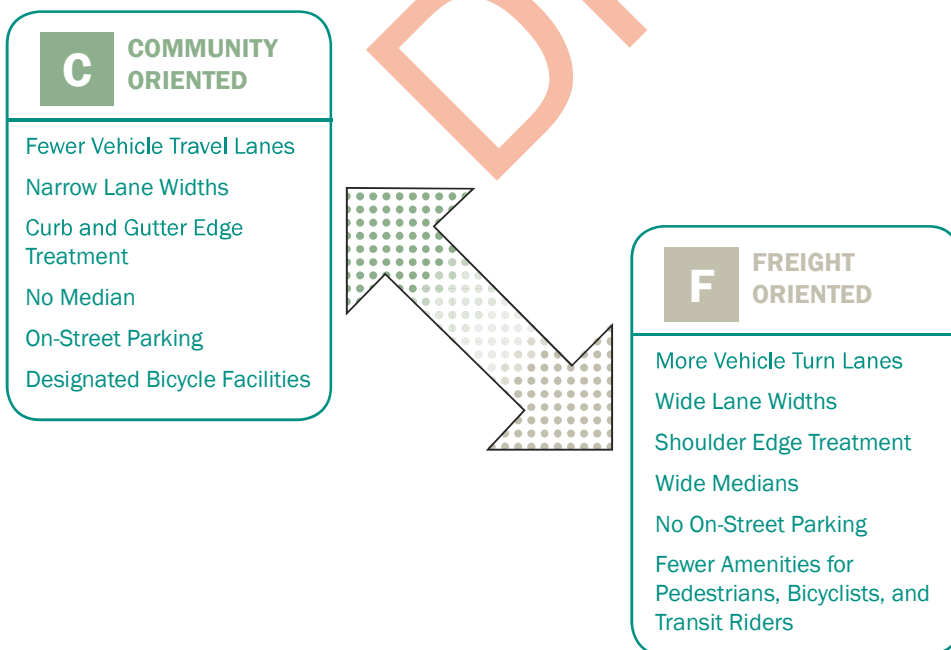 C
COMMUNITY
ORIENTED
Fewer Vehicle Travel Lanes
Narrow Lane Widths
Curb and Gutter Edge
Treatment
No Median
On-Street Parking
Designated Bicycle Facilities
F
FREIGHT
ORIENTED
More Vehicle Turn Lanes
Wide Lane Widths
Shoulder Edge Treatment
Wide Medians
No On-Street Parking
Fewer Amenities for
Pedestrians, Bicyclists, and
Transit Riders